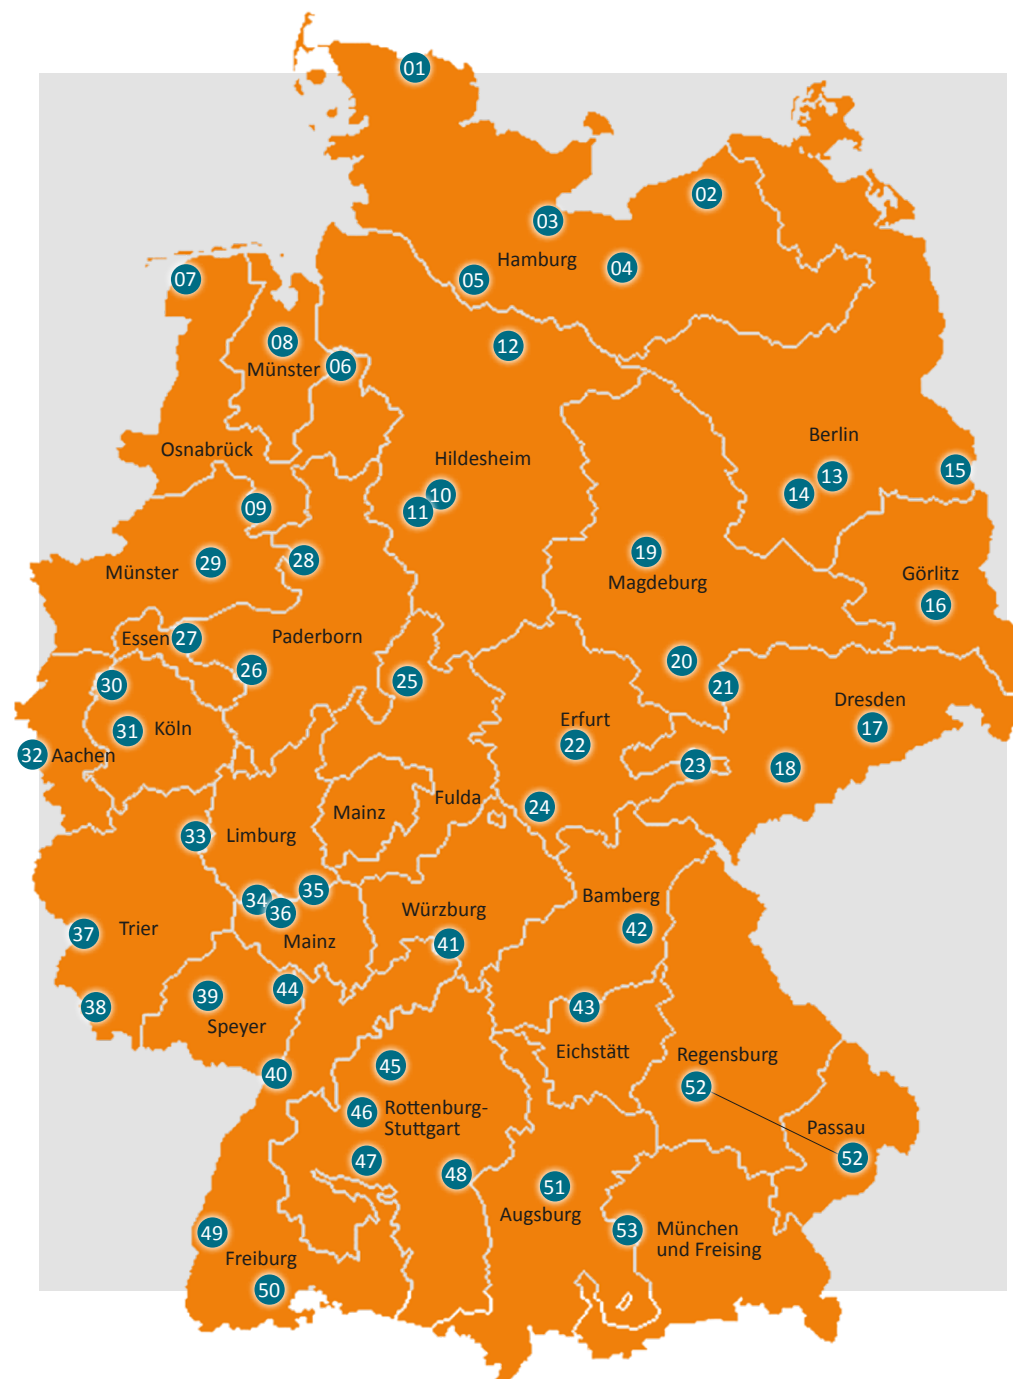 01
02
03
Hamburg
04
05
07
08
Münster
06
12
Osnabrück
Hildesheim
Berlin
10
11
13
14
15
09
Münster
29
28
19
Magdeburg
Görlitz
16
Essen
27
Paderborn
26
25
20
21
30
31
Köln
32
Aachen
Erfurt
22
Dresden
17
23
18
24
Mainz
Fulda
33
Limburg
34
35
36
Mainz
Würzburg
41
Bamberg
42
37
Trier
38
39
44
Speyer
43
Eichstätt
40
45
46
Rottenburg-
Stuttgart
47
48
Regensburg
52
Passau
52
51
Augsburg
53
München
und Freising
49
Freiburg
50